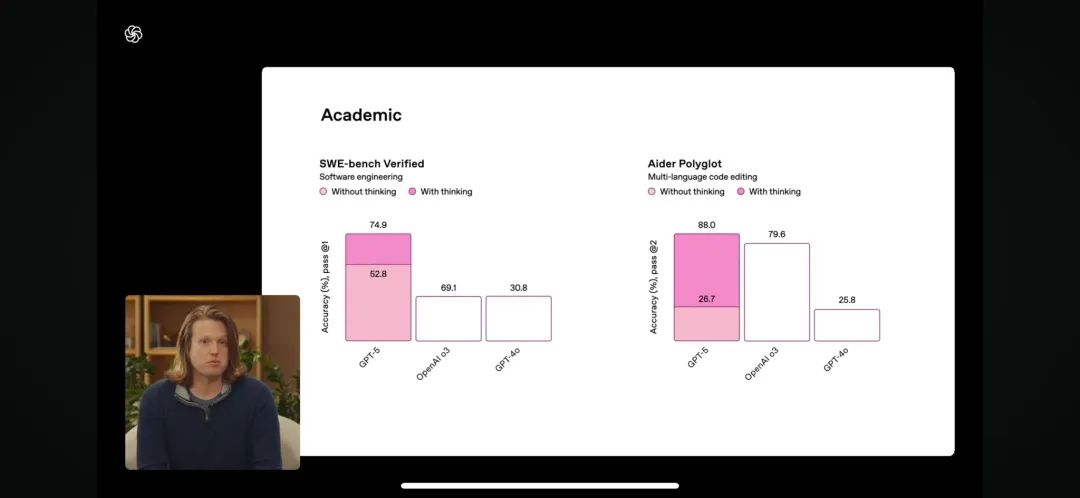 Academic
SWE-bench Verified
Software engineering
Without thinking With thinking
Accuracy (%), pass @1
74.9
52.8
69.1
30.8
GPT-5
OpenAI o3
GPT-4o
Aider Polyglot
Multi-language code editing
Without thinking With thinking
Accuracy (%), pass @2
88.0
26.7
79.6
25.8
GPT-5
OpenAI o3
GPT-4o